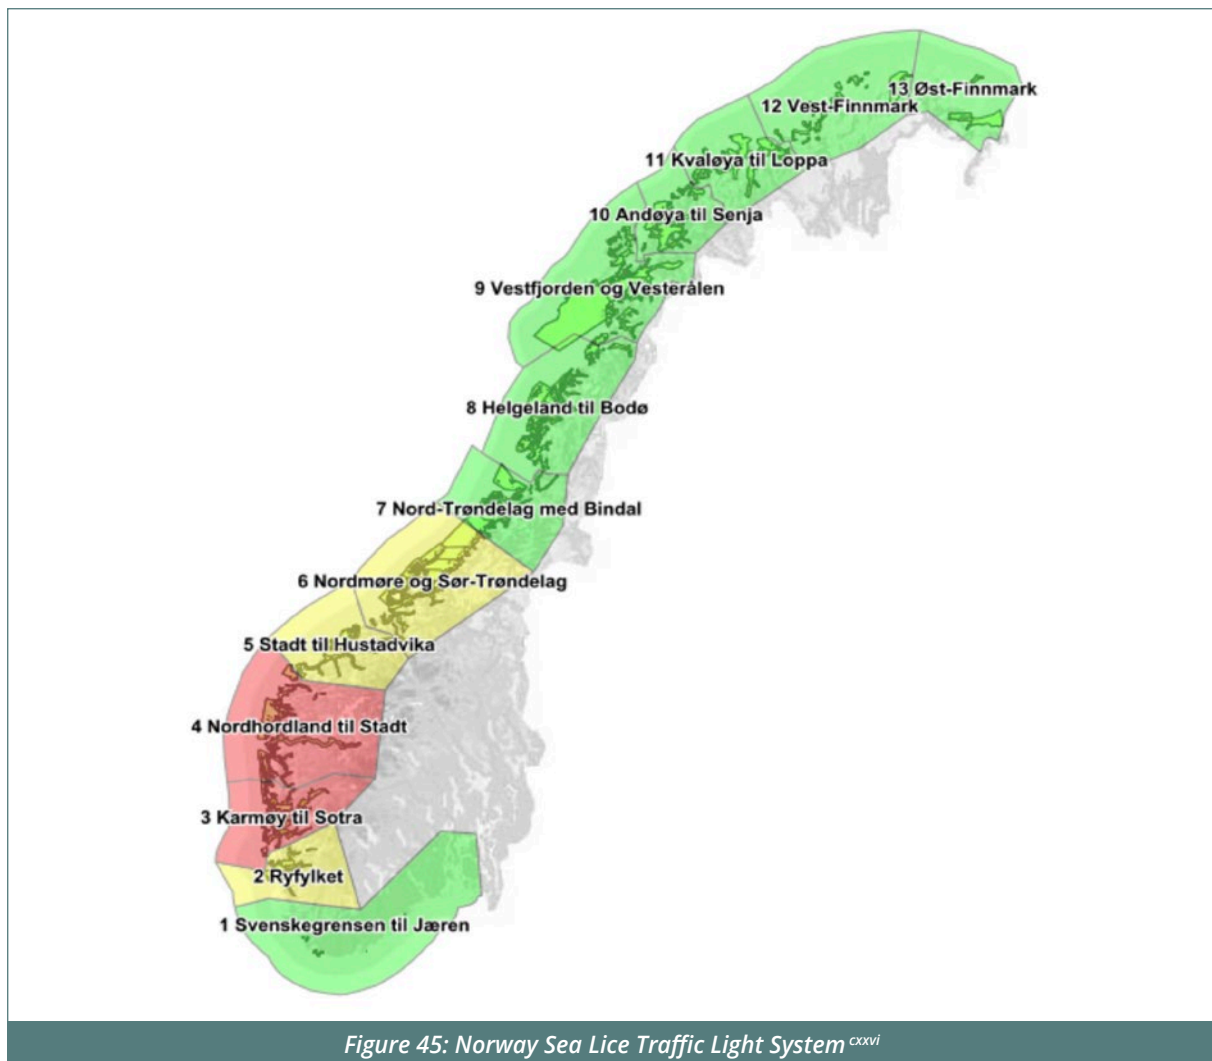 13 Øst-Finnmark
12 Vest-Finnmark
11 Kvaløya til Loppa
10 Andøya til Senja
9 Vestfjorden og Vesterålen
8 Helgeland til Bodø
7 Nord-Trøndelag med Bindal
6 Nordmøre og Sør-Trøndelag
5 Stadt til Hustadvika
4 Nordhordland til Stadt
3 Karmøy til Sotra
2 Ryfylket
1 Svenskegrensen til Jæren
Figure 45: Norway Sea Lice Traffic Light System cxxvi